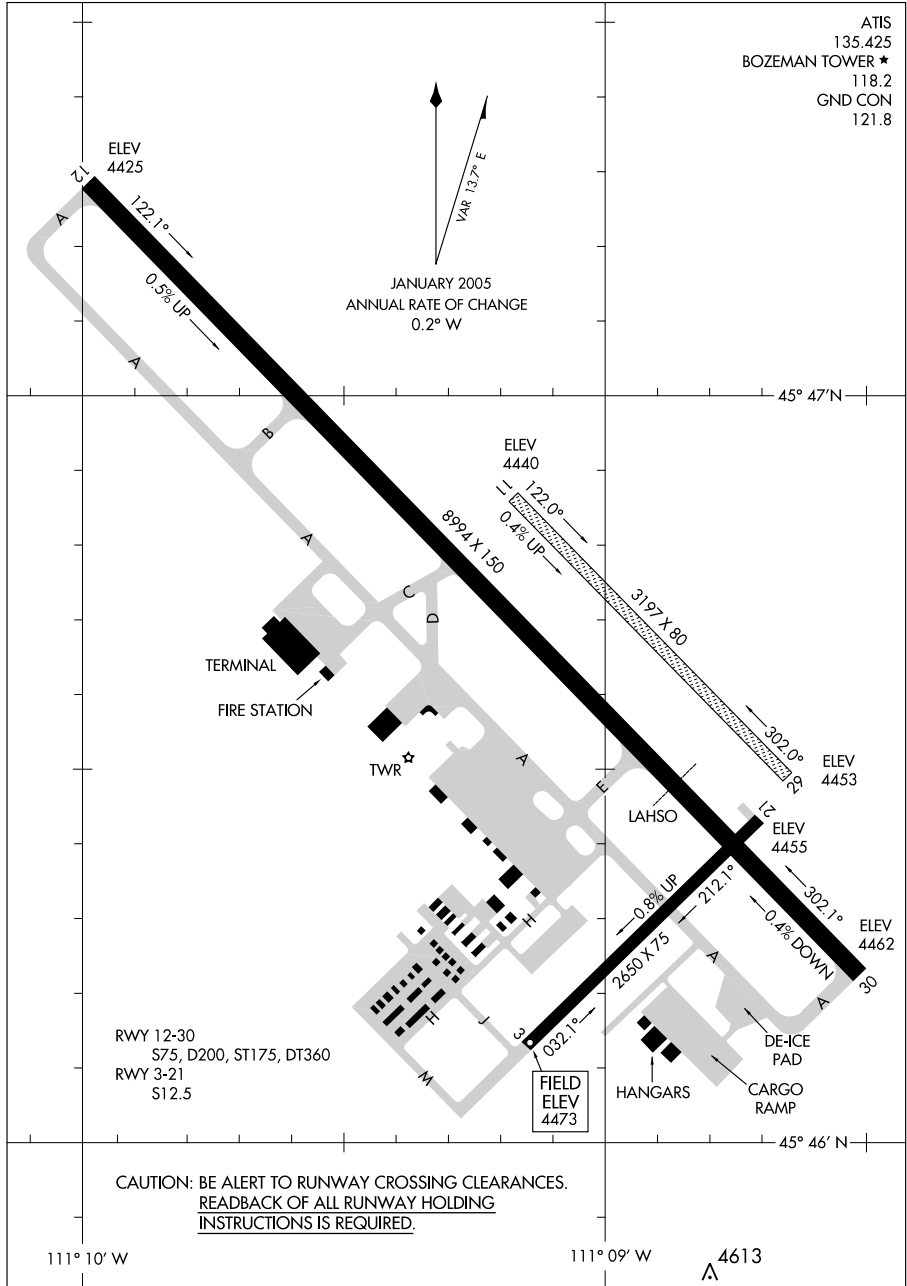 ATIS
135.425
BOZEMAN TOWER ★
118.2
GND CON
121.8
VAR 13.7° E
JANUARY 2005
ANNUAL RATE OF CHANGE
0.2° W
ELEV
4425
12
122.1°
0.5% UP
A
A
B
A
45° 47' N
ELEV
4440
11
122.0°
0.4% UP
8994 X 150
3197 X 80
C
D
TERMINAL
FIRE STATION
TWR
A
E
LAHSO
302.0°
29
ELEV
4453
21
ELEV
4455
0.8% UP
212.1°
2650 X 75
302.1°
0.4% DOWN
ELEV
4462
30
H
A
A
H
J
W
3
032.1°
FIELD
ELEV
4473
HANGARS
DE-ICE
PAD
CARGO
RAMP
RWY 12-30
S75, D200, ST175, DT360
RWY 3-21
S12.5
45° 46' N
CAUTION: BE ALERT TO RUNWAY CROSSING CLEARANCES.
READBACK OF ALL RUNWAY HOLDING
INSTRUCTIONS IS REQUIRED.
111° 10' W
111° 09' W
4613